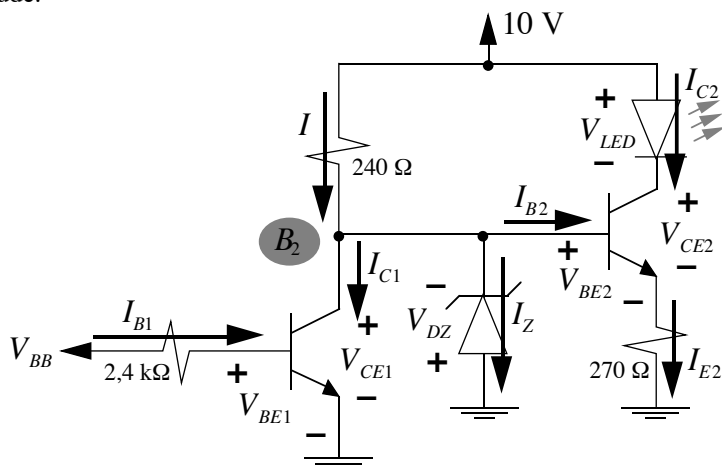 10 V
I
I_C2
V_LED
240 Ω
I_B2
B_2
V_CE2
I_C1
V_BE2
I_B1
V_DZ
I_Z
V_BB
V_CE1
2,4 kΩ
270 Ω
I_E2
V_BE1